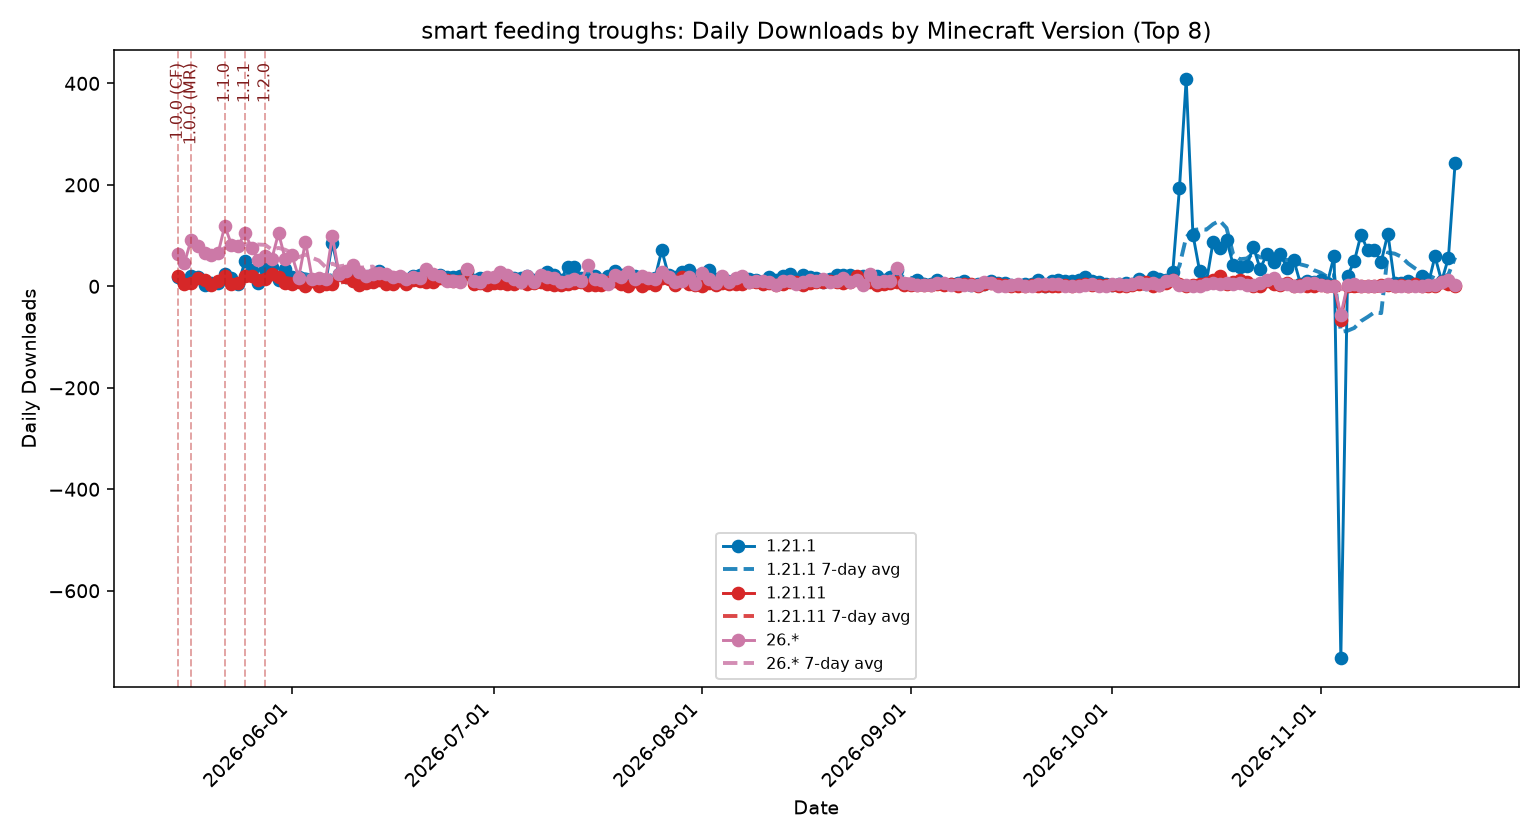 smart feeding troughs: Daily Downloads by Minecraft Version (Top 8)
1.0.0 (CF)
1.0.0 (MR)
1.1.0
1.1.1
1.2.0
Daily Downloads
400
200
0
−200
−400
−600
1.21.1
1.21.1 7-day avg
1.21.11
1.21.11 7-day avg
26.*
26.* 7-day avg
2026-06-01
2026-07-01
2026-08-01
2026-09-01
2026-10-01
2026-11-01
Date